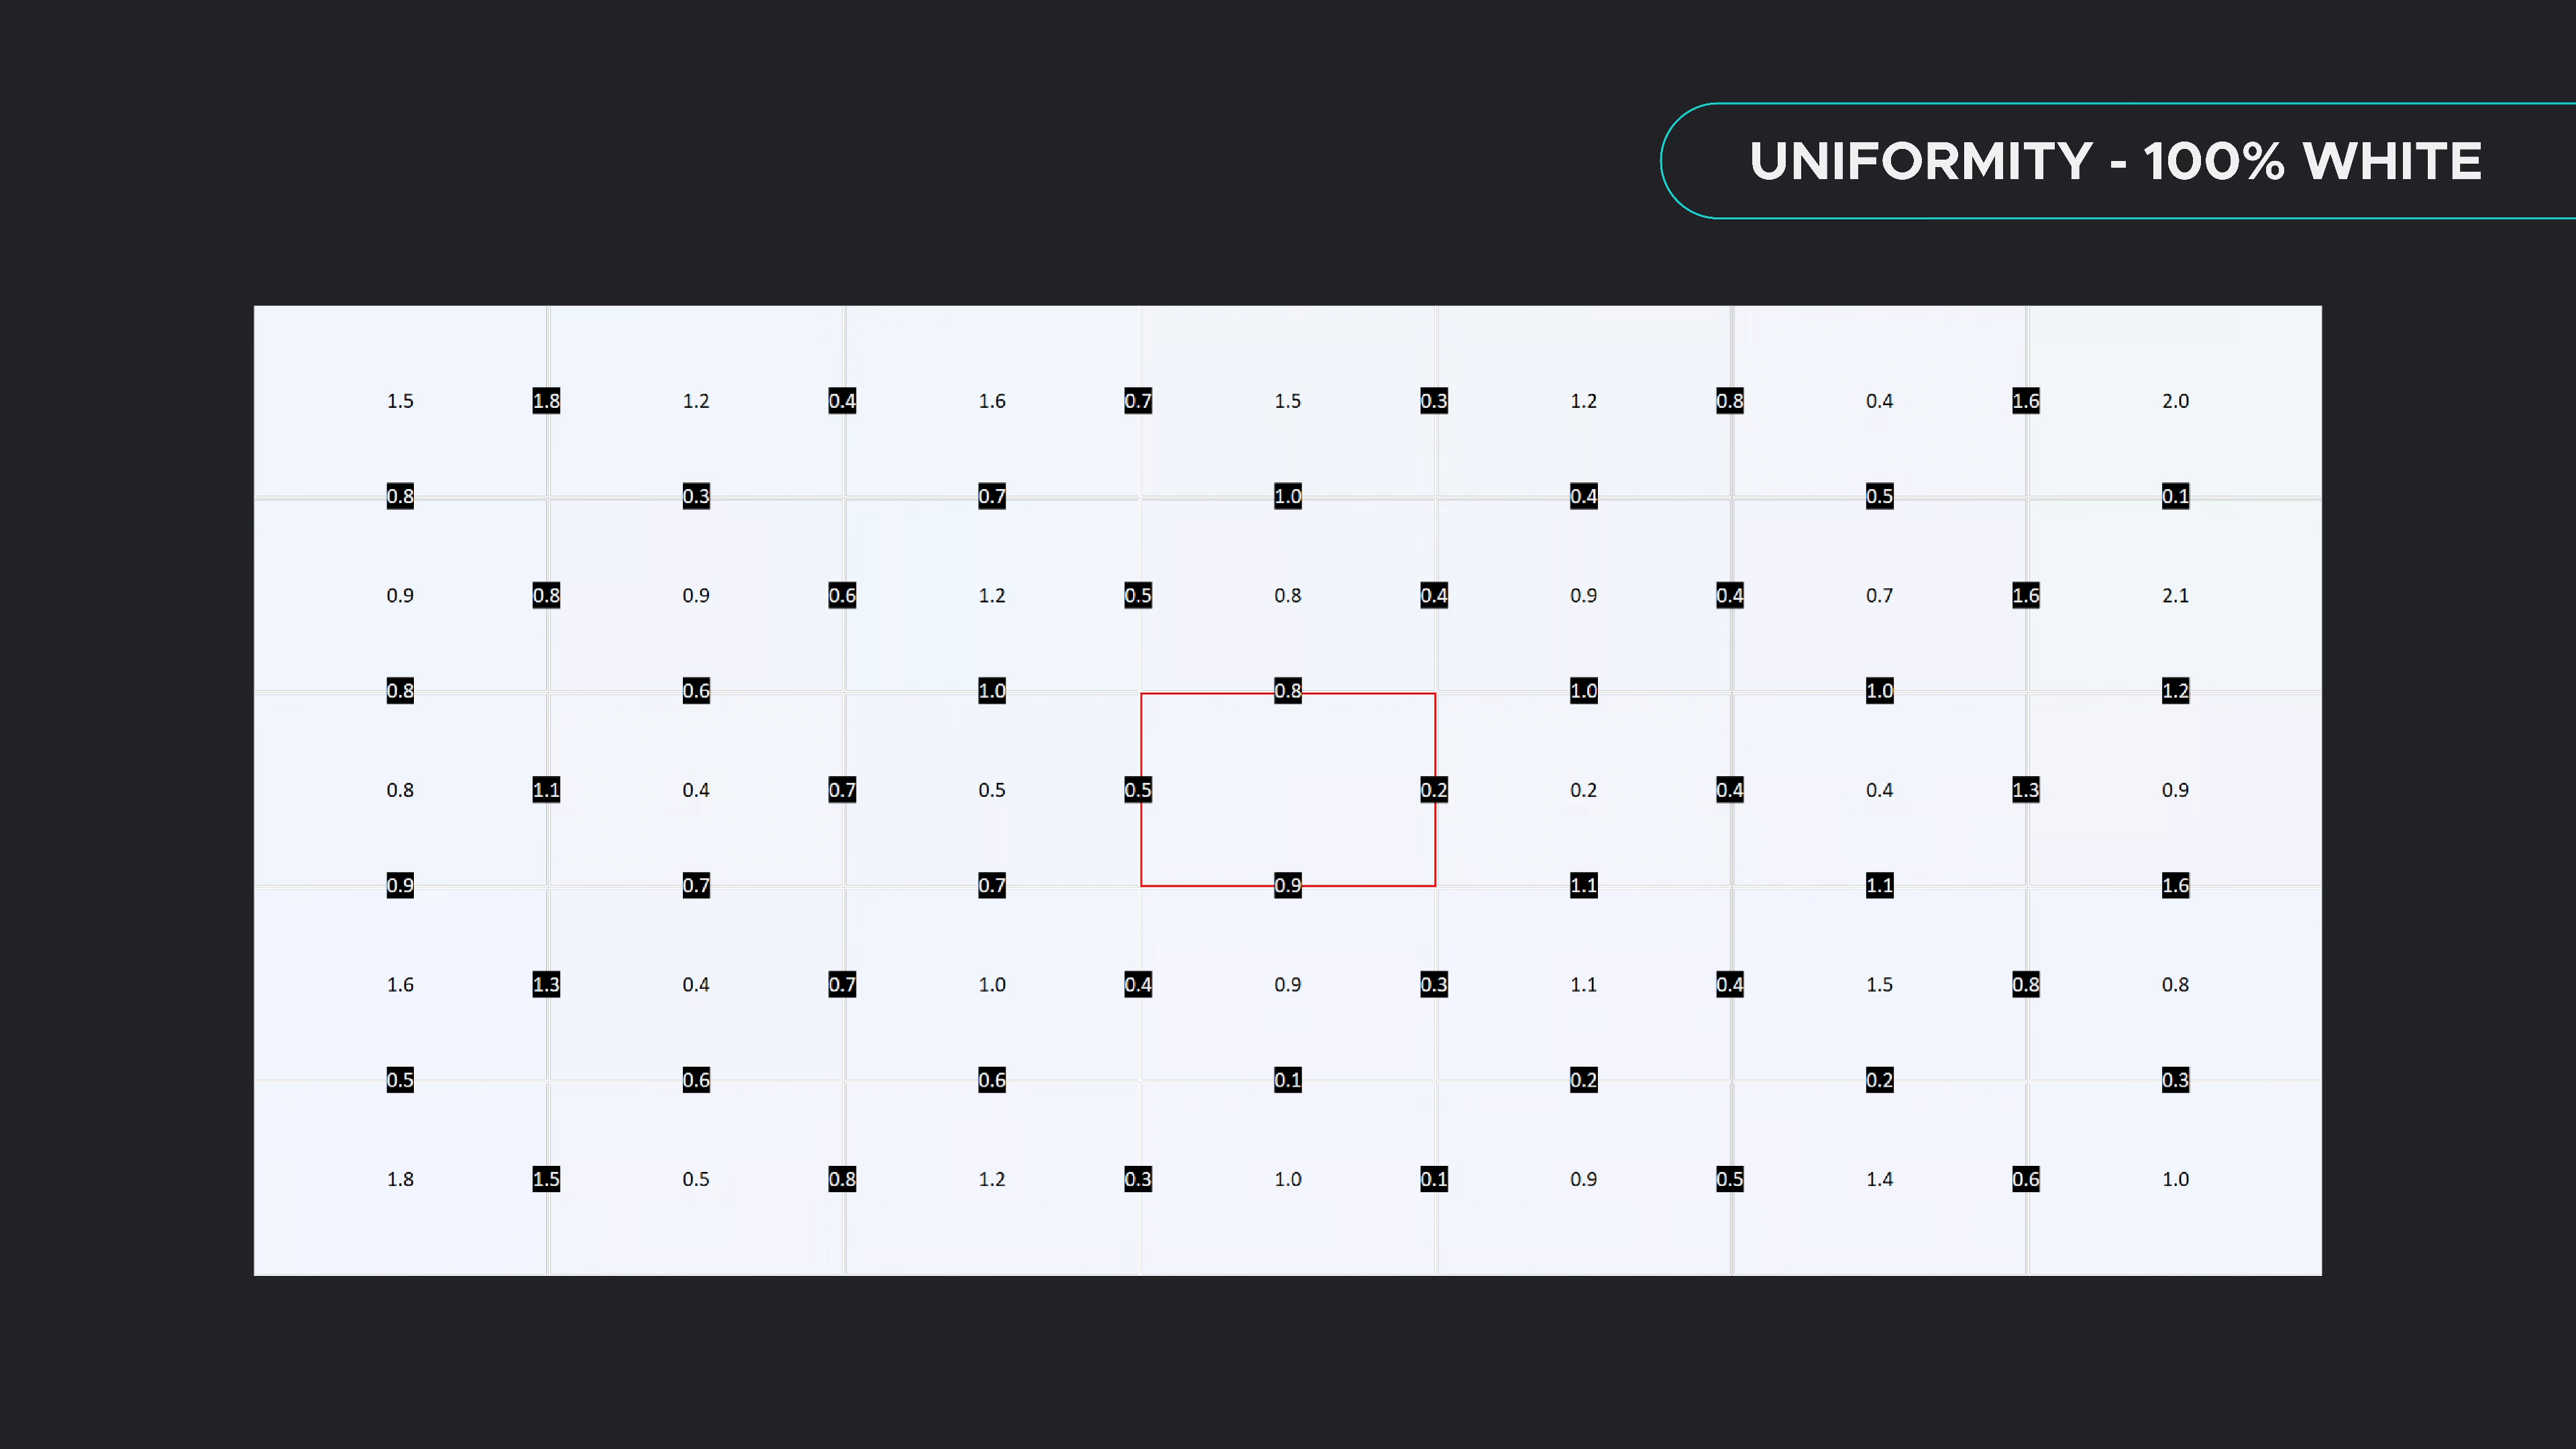 UNIFORMITY - 100% WHITE
1.5 1.8 1.2 0.4 1.6 0.7 1.5 0.3 1.2 0.8 0.4 1.6 2.0
0.8 0.3 0.7 1.0 0.4 0.5 0.1
0.9 0.8 0.9 0.6 1.2 0.5 0.8 0.4 0.9 0.4 0.7 1.6 2.1
0.8 0.6 1.0 0.8 1.0 1.0 1.2
0.8 1.1 0.4 0.7 0.5 0.5 0.2 0.2 0.4 0.4 1.3 0.9
0.9 0.7 0.7 0.9 1.1 1.1 1.6
1.6 1.3 0.4 0.7 1.0 0.4 0.9 0.3 1.1 0.4 1.5 0.8 0.8
0.5 0.6 0.6 0.1 0.2 0.2 0.3
1.8 1.5 0.5 0.8 1.2 0.3 1.0 0.1 0.9 0.5 1.4 0.6 1.0